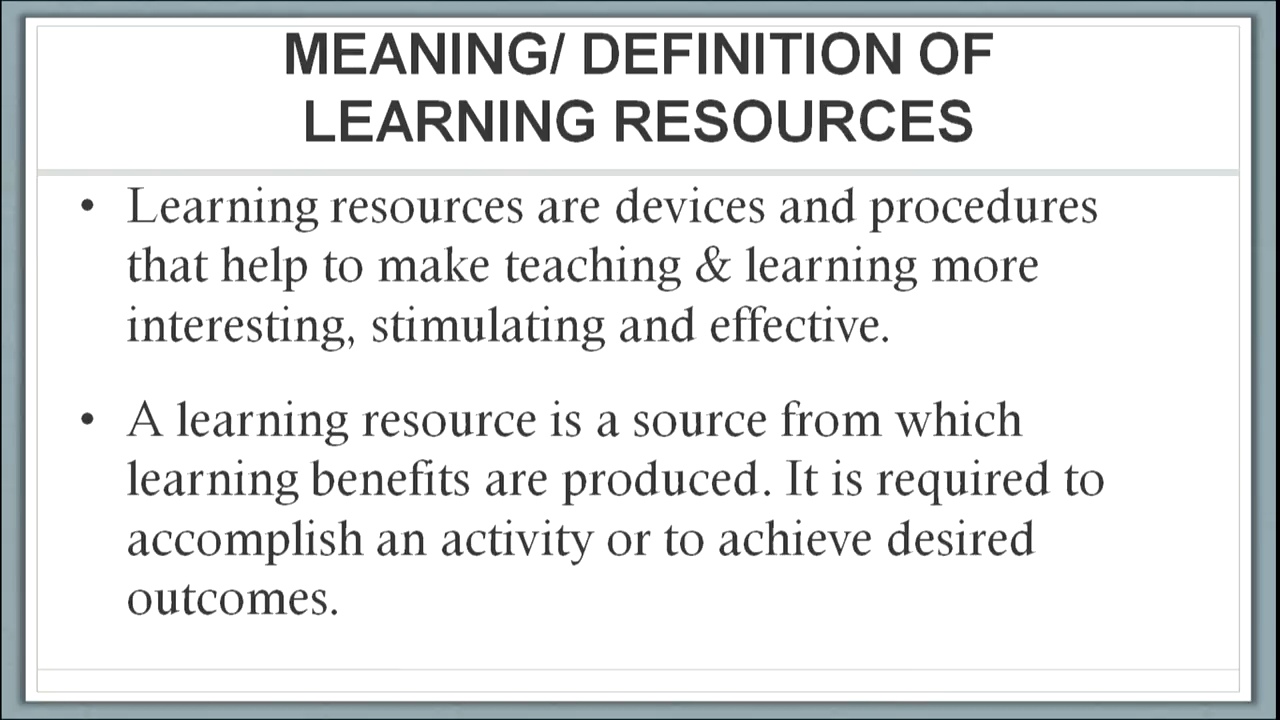 MEANING/ DEFINITION OF
LEARNING RESOURCES
• Learning resources are devices and procedures
that help to make teaching & learning more
interesting, stimulating and effective.
• A learning resource is a source from which
learning benefits are produced. It is required to
accomplish an activity or to achieve desired
outcomes.